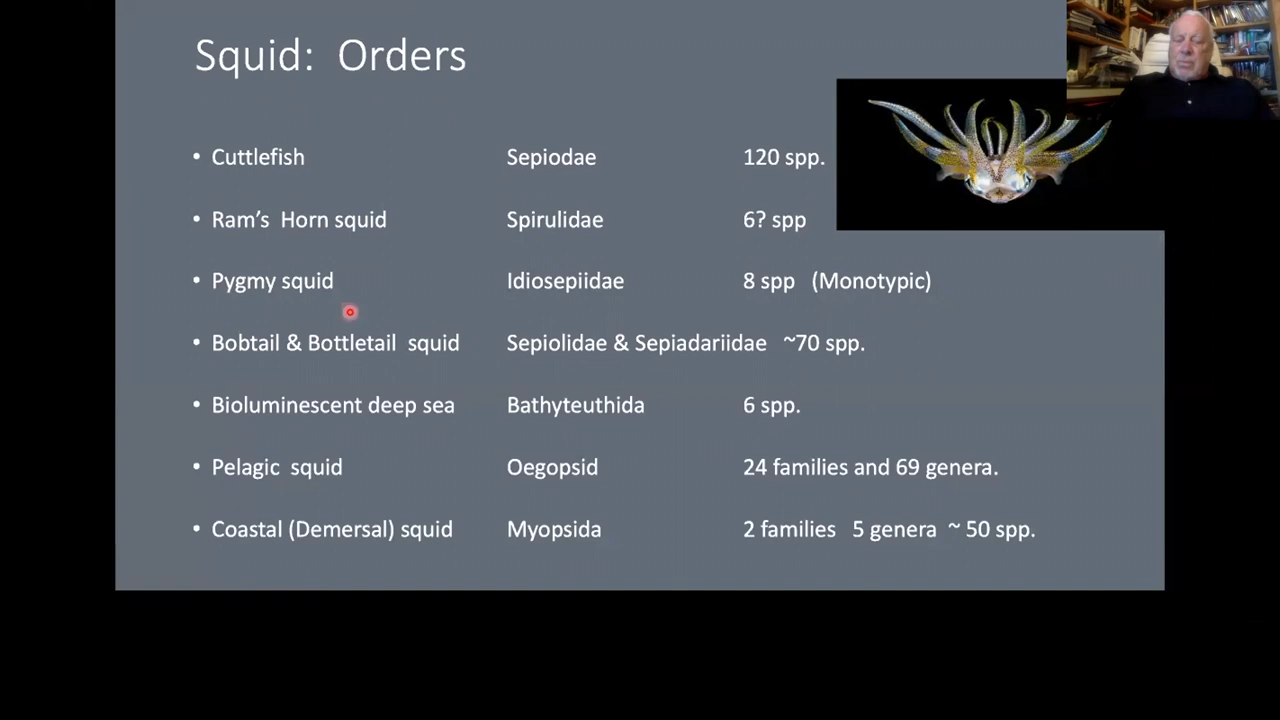 Squid: Orders
• Cuttlefish Sepiodae 120 spp.
• Ram’s Horn squid Spirulidae 6? spp
• Pygmy squid Idiosepiidae 8 spp (Monotypic)
• Bobtail & Bottletail squid Sepiolidae & Sepiadariidae ~70 spp.
• Bioluminescent deep sea Bathyteuthida 6 spp.
• Pelagic squid Oegopsid 24 families and 69 genera.
• Coastal (Demersal) squid Myopsida 2 families 5 genera ~ 50 spp.